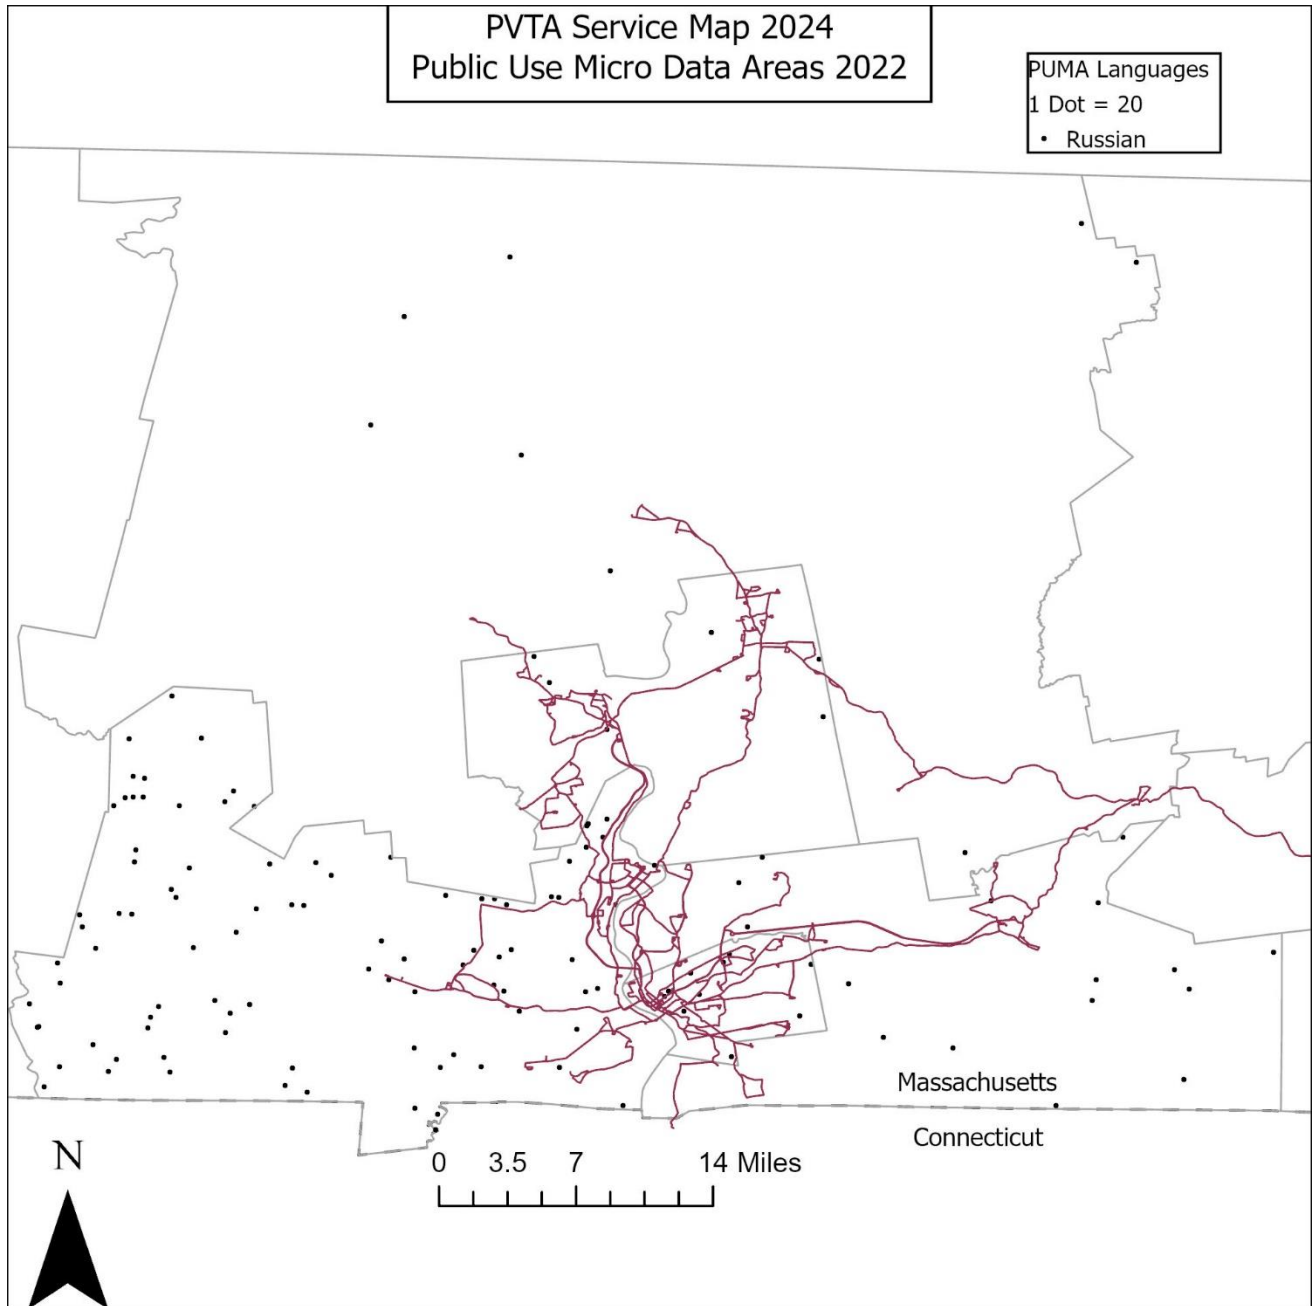 PVTA Service Map 2024
Public Use Micro Data Areas 2022
PUMA Languages
1 Dot = 20
Russian
Massachusetts
Connecticut
N
0 3.5 7 14 Miles